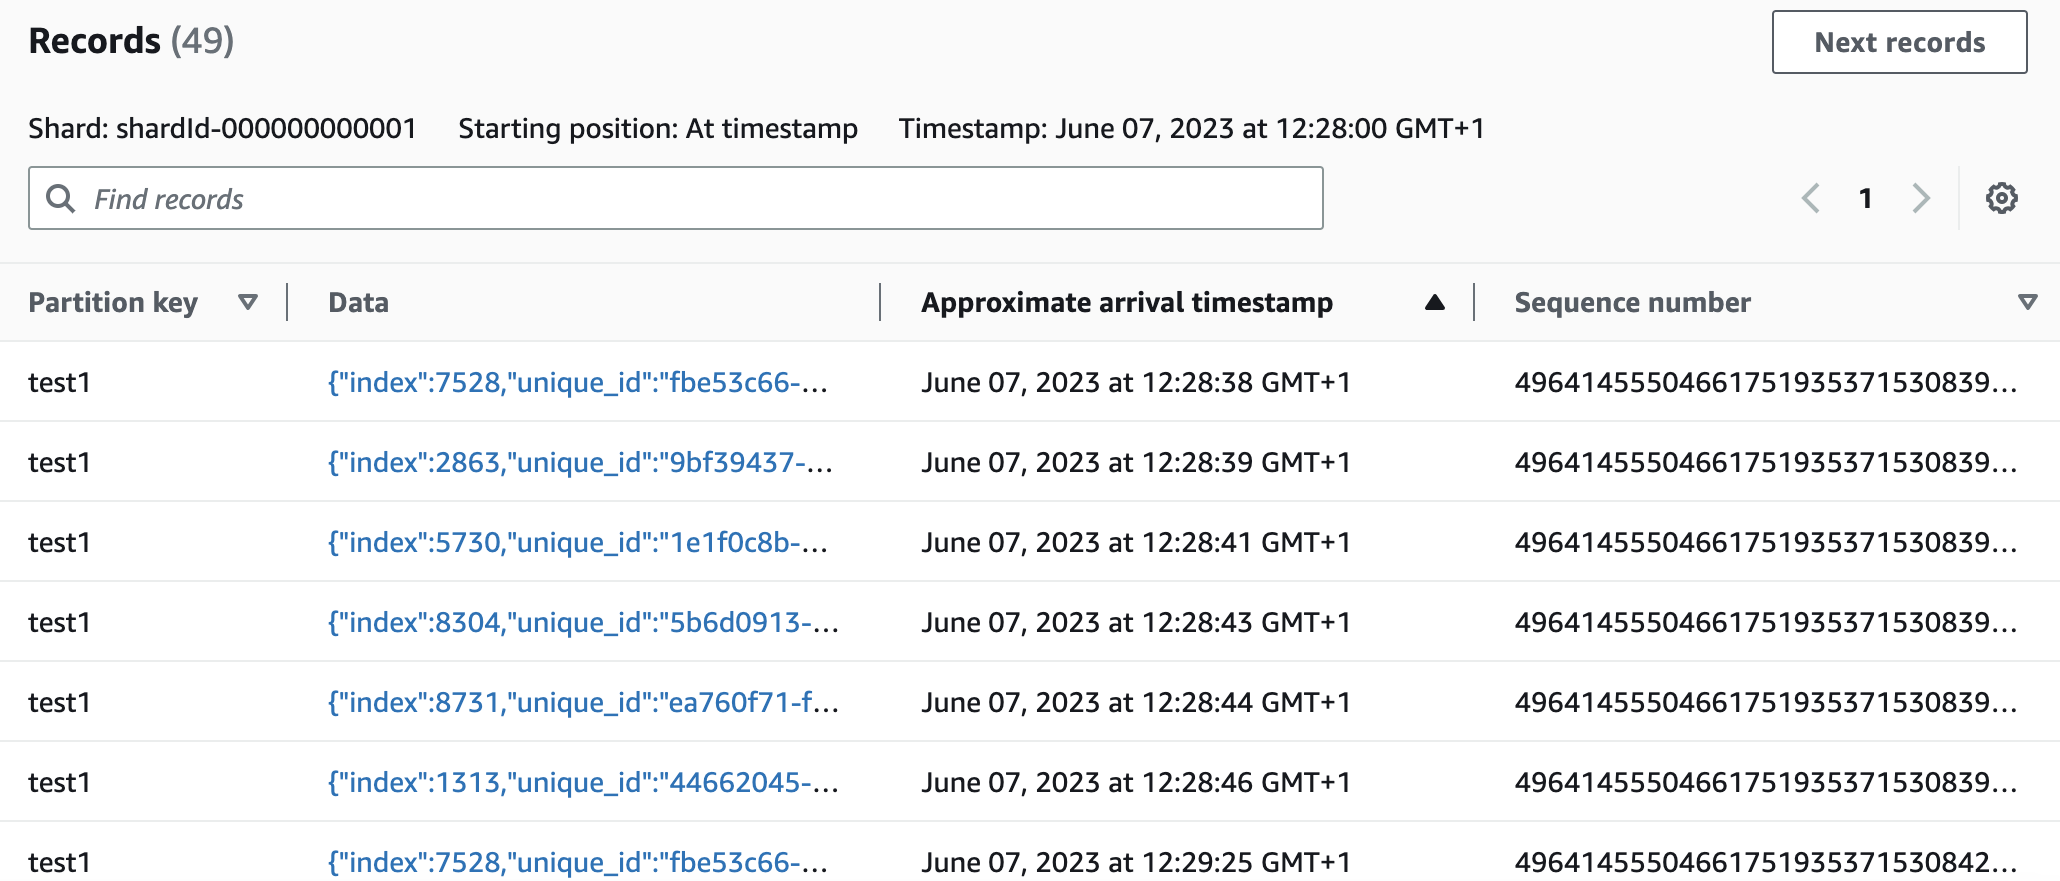 Records (49)
Next records
Shard: shardId-000000000001 Starting position: At timestamp Timestamp: June 07, 2023 at 12:28:00 GMT+1
Find records
1
Partition key Data Approximate arrival timestamp Sequence number
test1 {"index":7528,"unique_id":"fbe53c66-... June 07, 2023 at 12:28:38 GMT+1 49641455504661751935371530839...
test1 {"index":2863,"unique_id":"9bf39437-... June 07, 2023 at 12:28:39 GMT+1 49641455504661751935371530839...
test1 {"index":5730,"unique_id":"1e1f0c8b-... June 07, 2023 at 12:28:41 GMT+1 49641455504661751935371530839...
test1 {"index":8304,"unique_id":"5b6d0913-... June 07, 2023 at 12:28:43 GMT+1 49641455504661751935371530839...
test1 {"index":8731,"unique_id":"ea760f71-f... June 07, 2023 at 12:28:44 GMT+1 49641455504661751935371530839...
test1 {"index":1313,"unique_id":"44662045-... June 07, 2023 at 12:28:46 GMT+1 49641455504661751935371530839...
test1 {"index":7528,"unique_id":"fbe53c66-... June 07, 2023 at 12:29:25 GMT+1 49641455504661751935371530842...